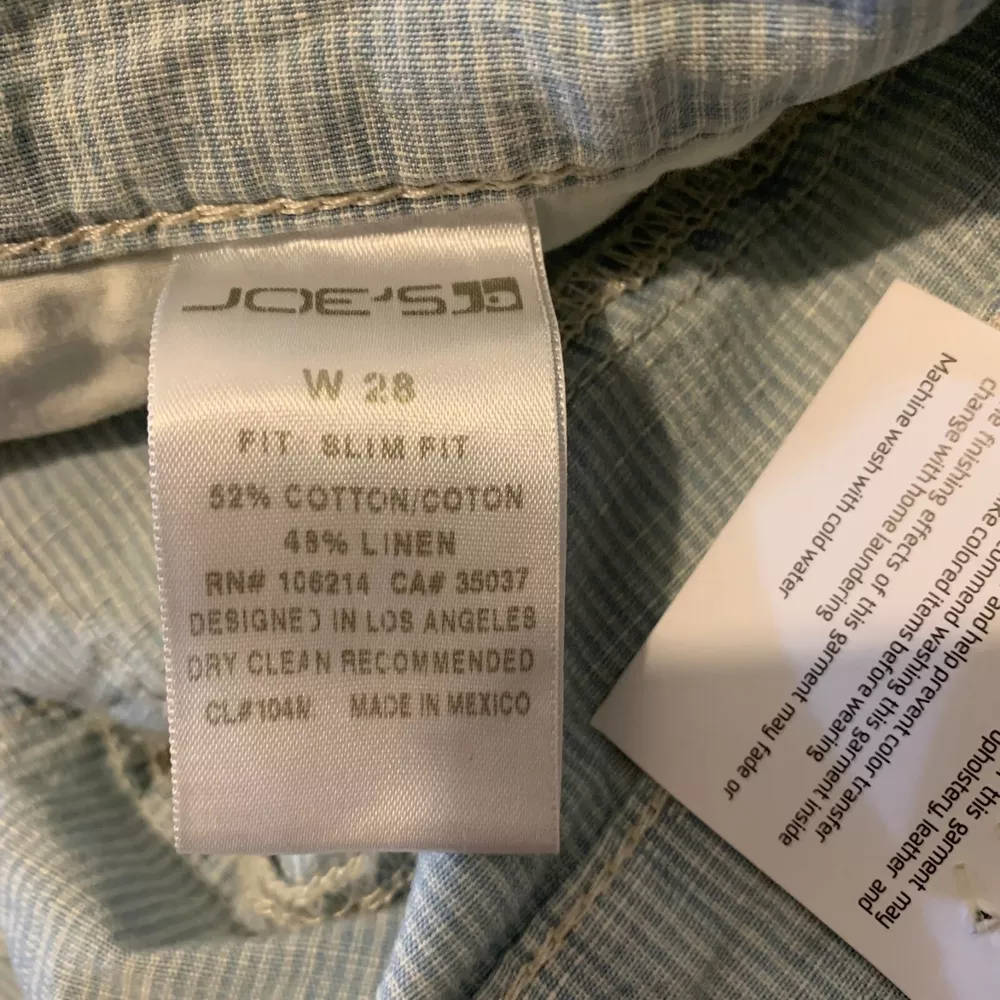 JOE'S
W 28
FIT SLIM FIT
52% COTTON/COTON
48% LINEN
RN# 106214 CA# 35037
DESIGNED IN LOS ANGELES
DRY CLEAN RECOMMENDED
CL#104M MADE IN MEXICO
this garment may
upholstery, leather and
and help prevent color transfer
like colored items before wearing
recommend washing this garment inside
finishing effects of this garment may fade or
change with home laundering
Machine wash with cold water